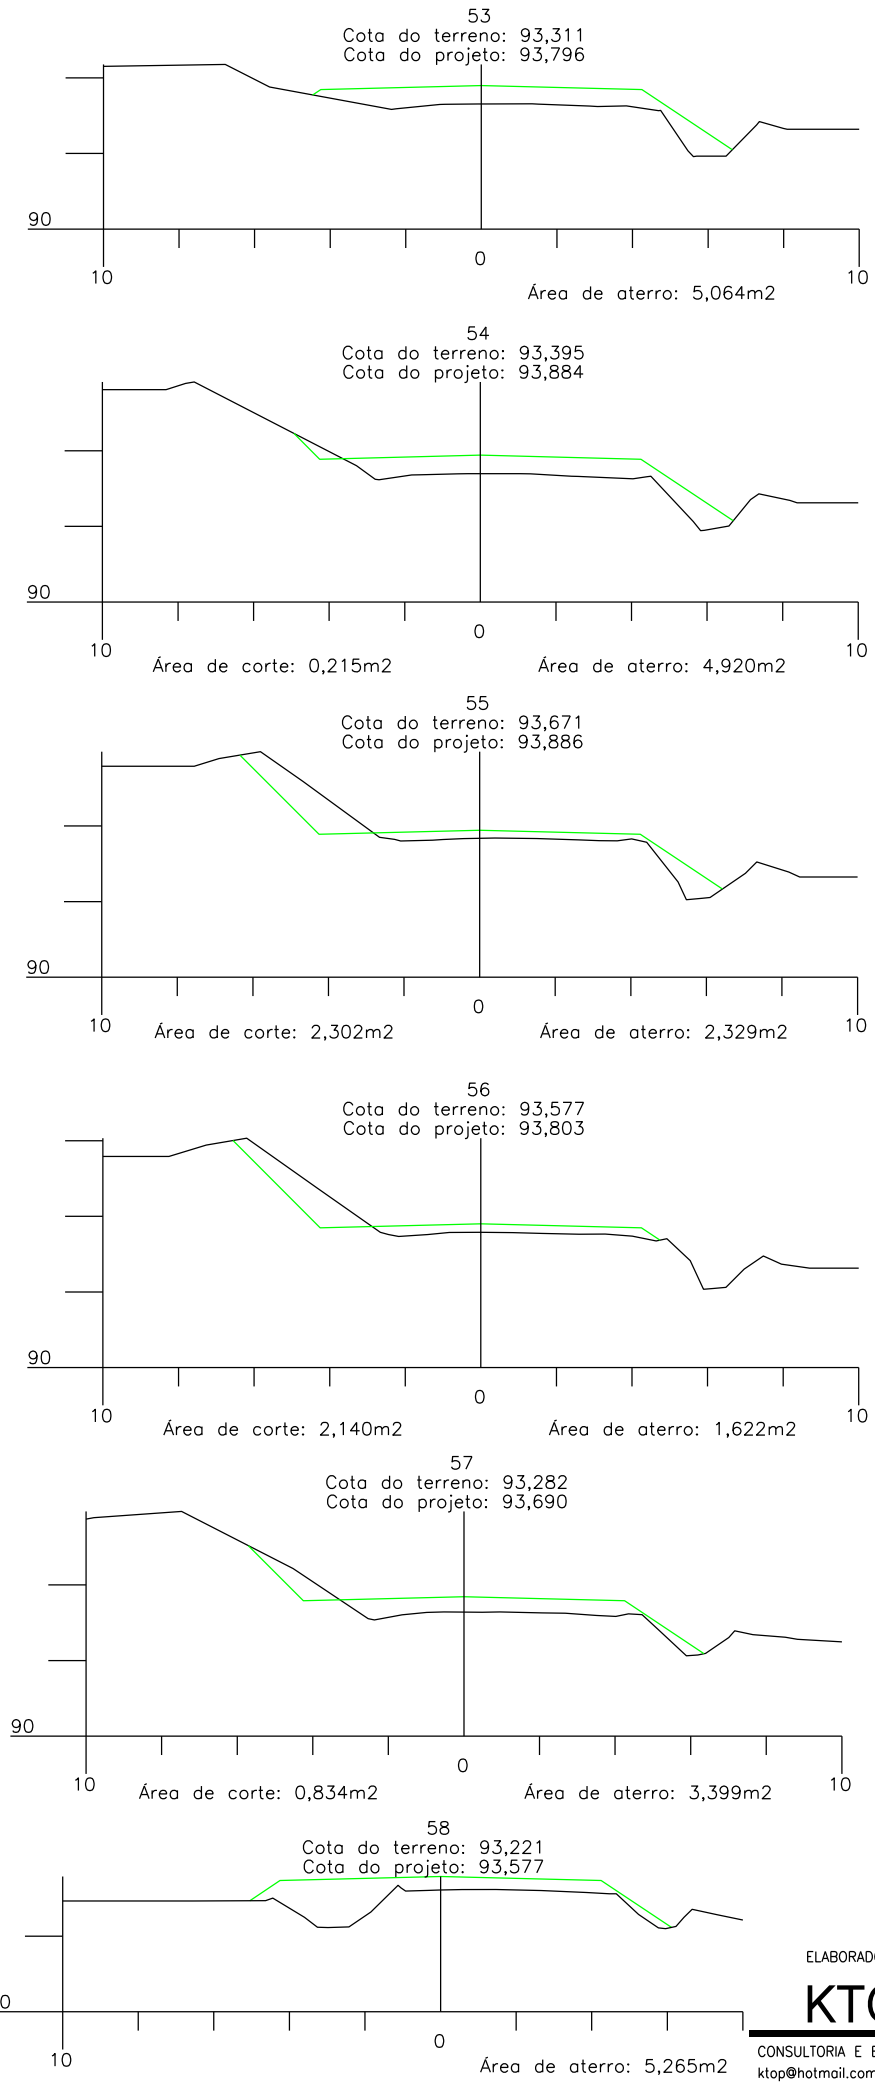 53
Cota do terreno: 93,311
Cota do projeto: 93,796
90
0
10 10
Área de aterro: 5,064m2
54
Cota do terreno: 93,395
Cota do projeto: 93,884
90
0
10 10
Área de corte: 0,215m2 Área de aterro: 4,920m2
55
Cota do terreno: 93,671
Cota do projeto: 93,886
90
0
10 10
Área de corte: 2,302m2 Área de aterro: 2,329m2
56
Cota do terreno: 93,577
Cota do projeto: 93,803
90
0
10 10
Área de corte: 2,140m2 Área de aterro: 1,622m2
57
Cota do terreno: 93,282
Cota do projeto: 93,690
90
0
10 10
Área de corte: 0,834m2 Área de aterro: 3,399m2
58
Cota do terreno: 93,221
Cota do projeto: 93,577
0
0
10
Área de aterro: 5,265m2
ELABORADO
KTO
CONSULTORIA E E
ktop@hotmail.com